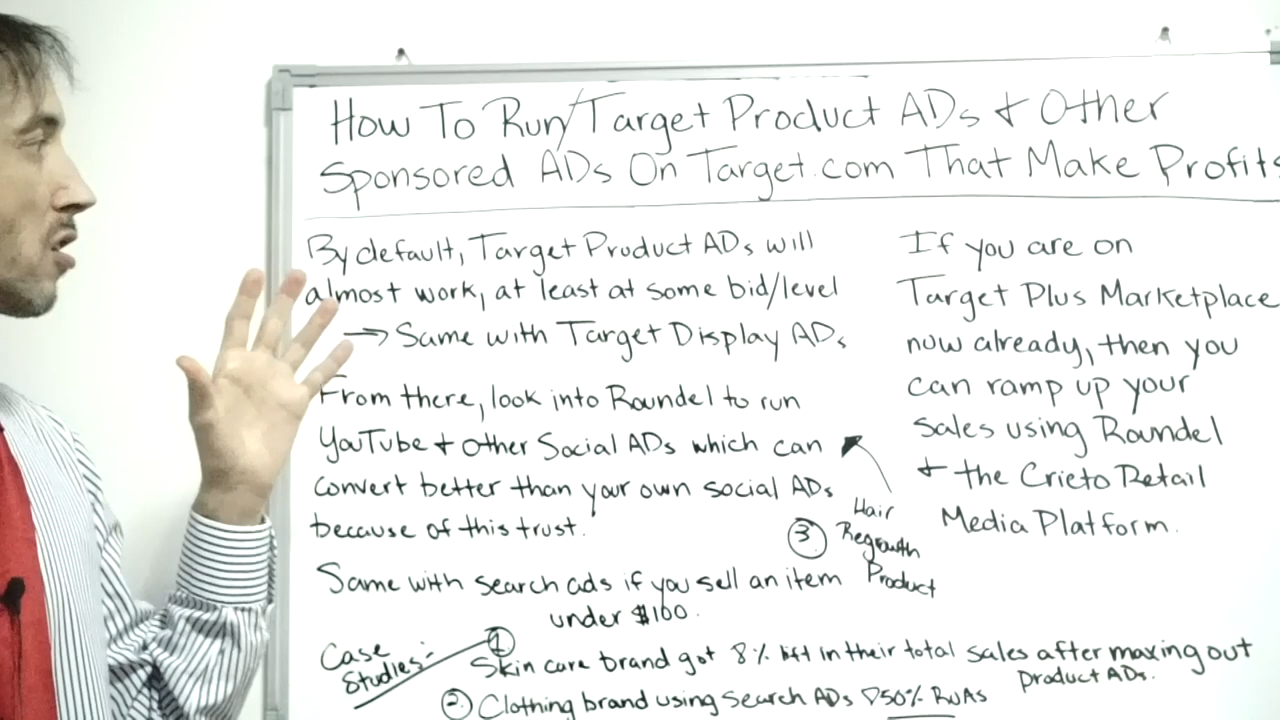 How To Run Target Product ADs & Other
Sponsored ADs On Target.com That Make Profits
By default, Target Product ADs will
almost work, at least at some bid/level
→ Same with Target Display ADs
From there, look into Roundel to run
YouTube & Other Social ADs which can
convert better than your own social ADs
because of this trust.
Same with search ads if you sell an item
under $100.
If you are on
Target Plus Marketplace
now already, then you
can ramp up your
sales using Roundel
& the Crieto Retail
Media Platform.
3 Hair
Regrowth
Product
Case
Studies:
1 Skin care brand got 8% lift in their total sales after maxing out
product ADs.
2. Clothing brand using Search ADs 50% RoAs